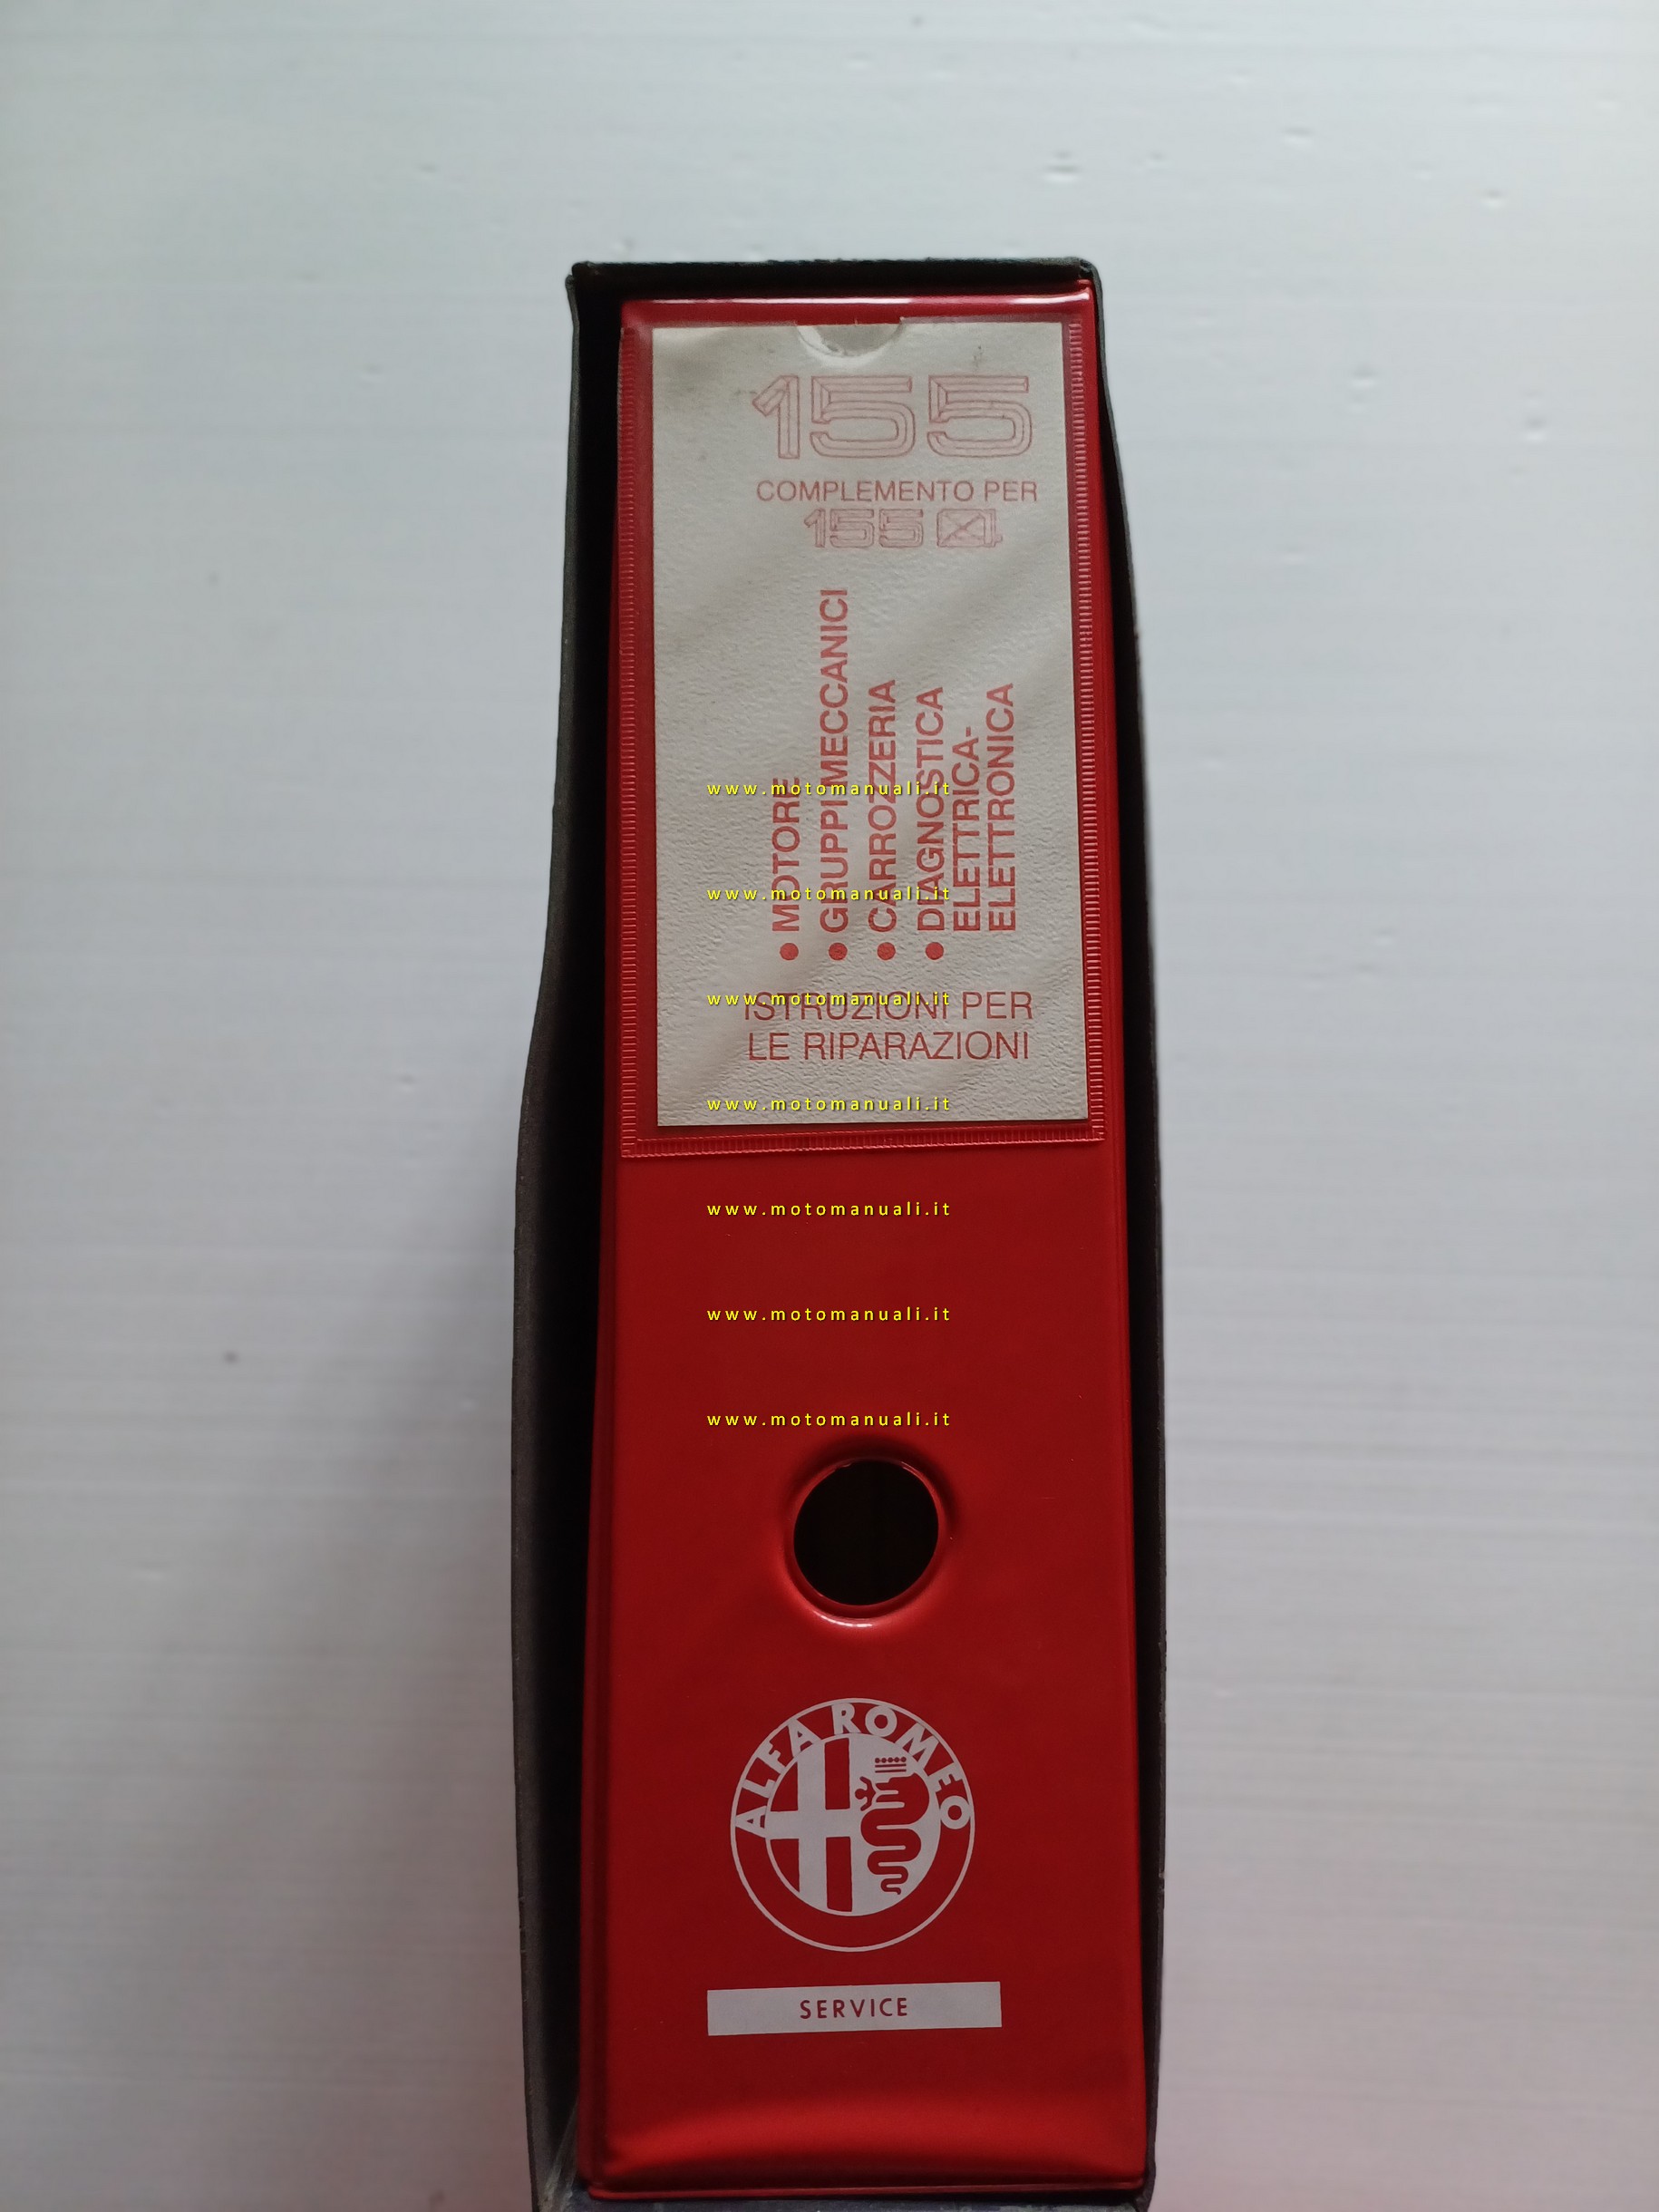 155
COMPLEMENTO PER
155
● MOTORE
● GRUPPI MECCANICI
● CARROZZERIA
● DIAGNOSTICA
ELETTRICA-
ELETTRONICA
ISTRUZIONI PER
LE RIPARAZIONI
www.motomanuali.it
www.motomanuali.it
www.motomanuali.it
www.motomanuali.it
www.motomanuali.it
www.motomanuali.it
www.motomanuali.it
ALFA ROMEO
SERVICE